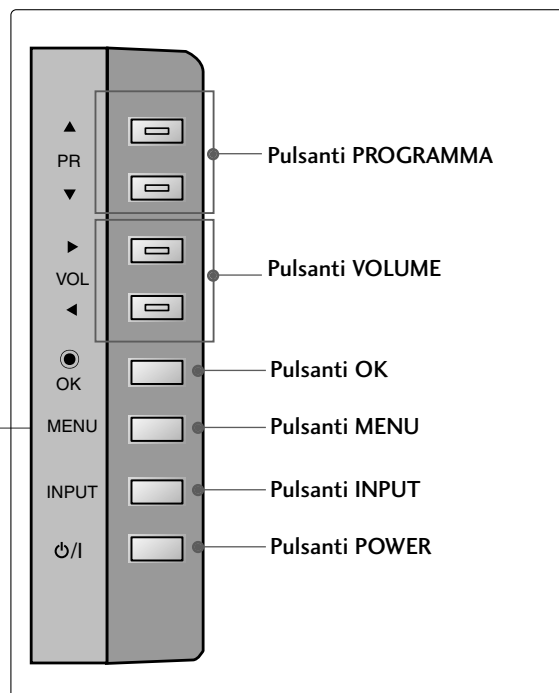 ▲
PR
▼
Pulsanti PROGRAMMA
►
VOL
◄
Pulsanti VOLUME
OK
Pulsanti OK
MENU
Pulsanti MENU
INPUT
Pulsanti INPUT
⏻/I
Pulsanti POWER